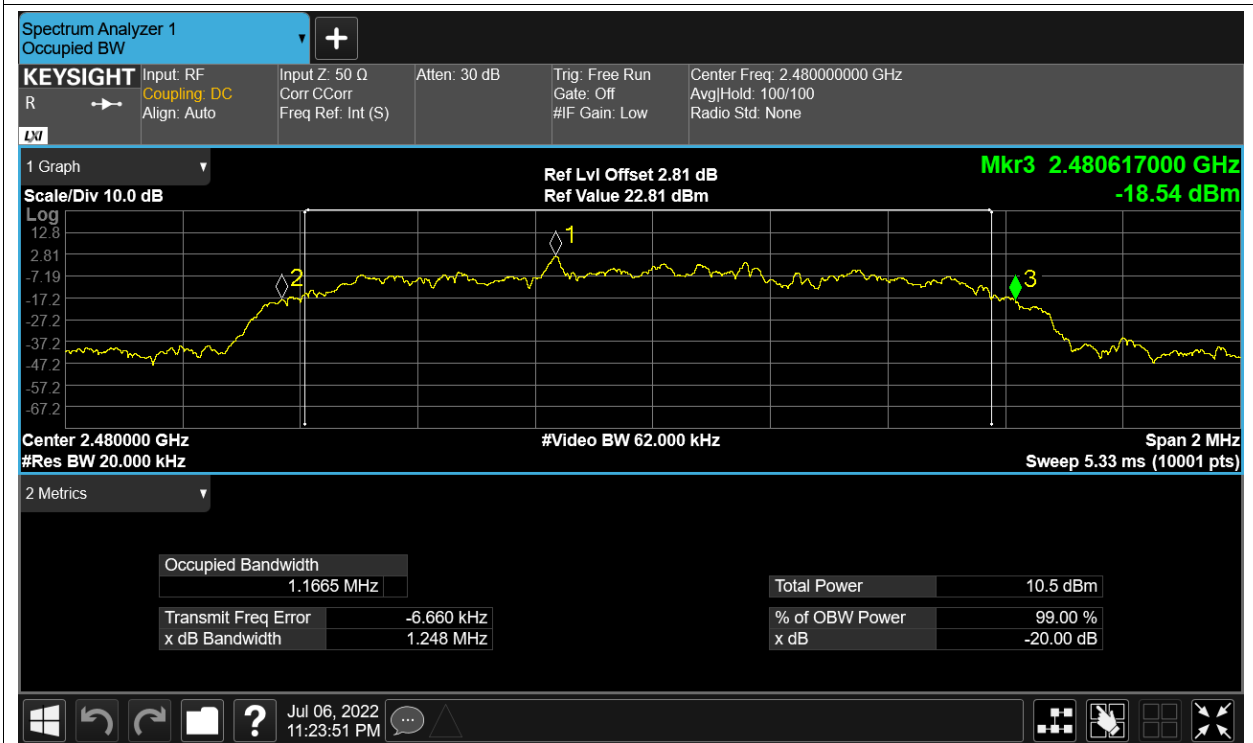 Spectrum Analyzer 1
Occupied BW
KEYSIGHT
R
LXI
Input: RF
Coupling: DC
Align: Auto
Input Z: 50 Ω
Corr CCorr
Freq Ref: Int (S)
Atten: 30 dB
Trig: Free Run
Gate: Off
#IF Gain: Low
Center Freq: 2.480000000 GHz
Avg|Hold: 100/100
Radio Std: None
1 Graph
Scale/Div 10.0 dB
Ref Lvl Offset 2.81 dB
Ref Value 22.81 dBm
Mkr3 2.480617000 GHz
-18.54 dBm
Log
12.8
2.81
-7.19
-17.2
-27.2
-37.2
-47.2
-57.2
-67.2
1
2
3
Center 2.480000 GHz
#Res BW 20.000 kHz
#Video BW 62.000 kHz
Span 2 MHz
Sweep 5.33 ms (10001 pts)
2 Metrics
Occupied Bandwidth
1.1665 MHz
Total Power 10.5 dBm
Transmit Freq Error -6.660 kHz
% of OBW Power 99.00 %
x dB Bandwidth 1.248 MHz
x dB -20.00 dB
?
Jul 06, 2022
11:23:51 PM